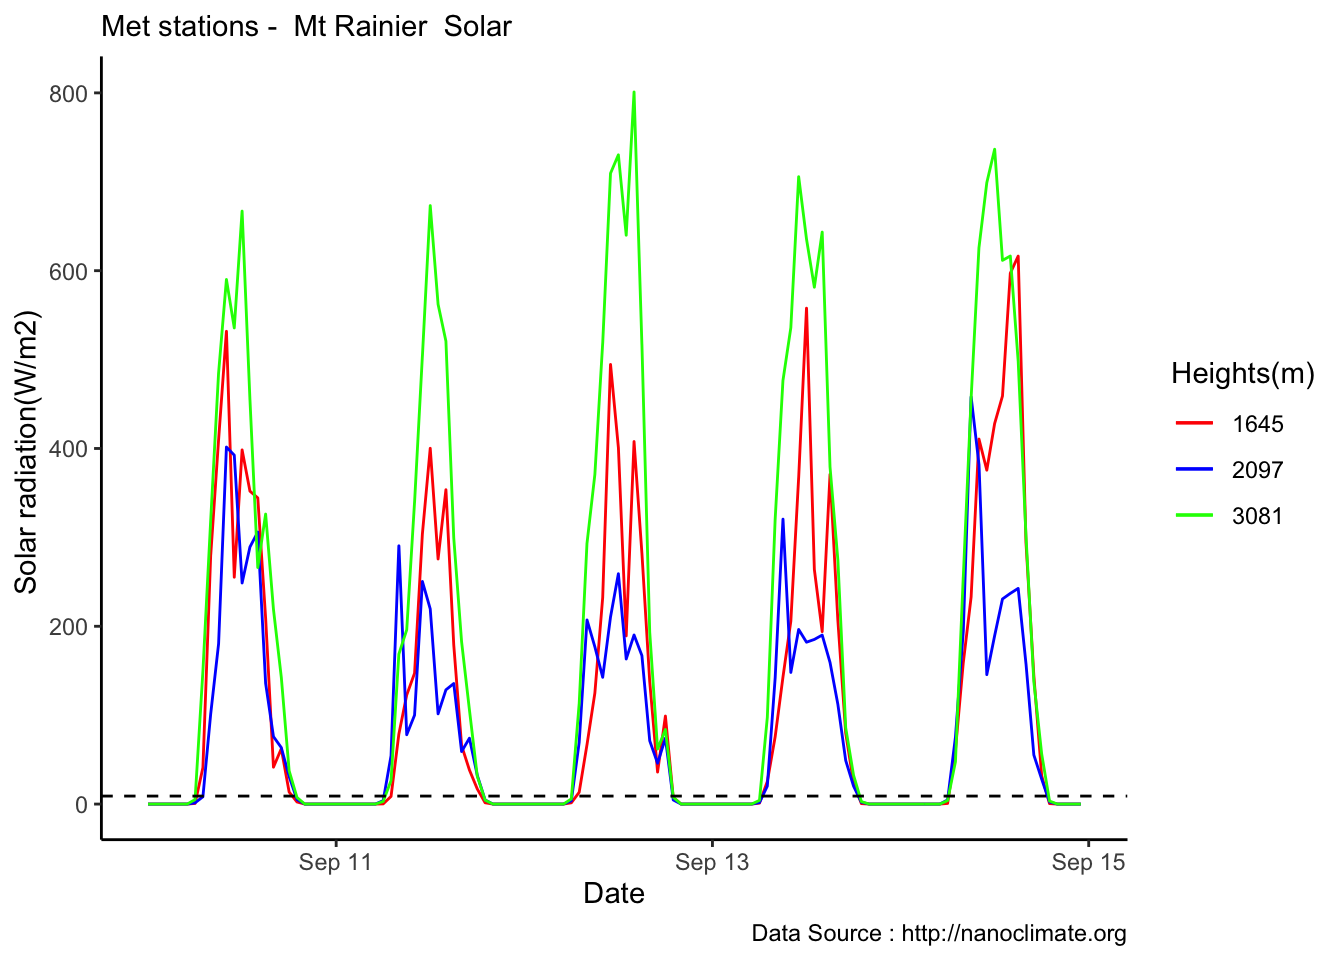 Met stations -  Mt Rainier  Solar
Solar radiation(W/m2)
800
600
400
200
0
Sep 11
Sep 13
Sep 15
Date
Heights(m)
1645
2097
3081
Data Source : http://nanoclimate.org